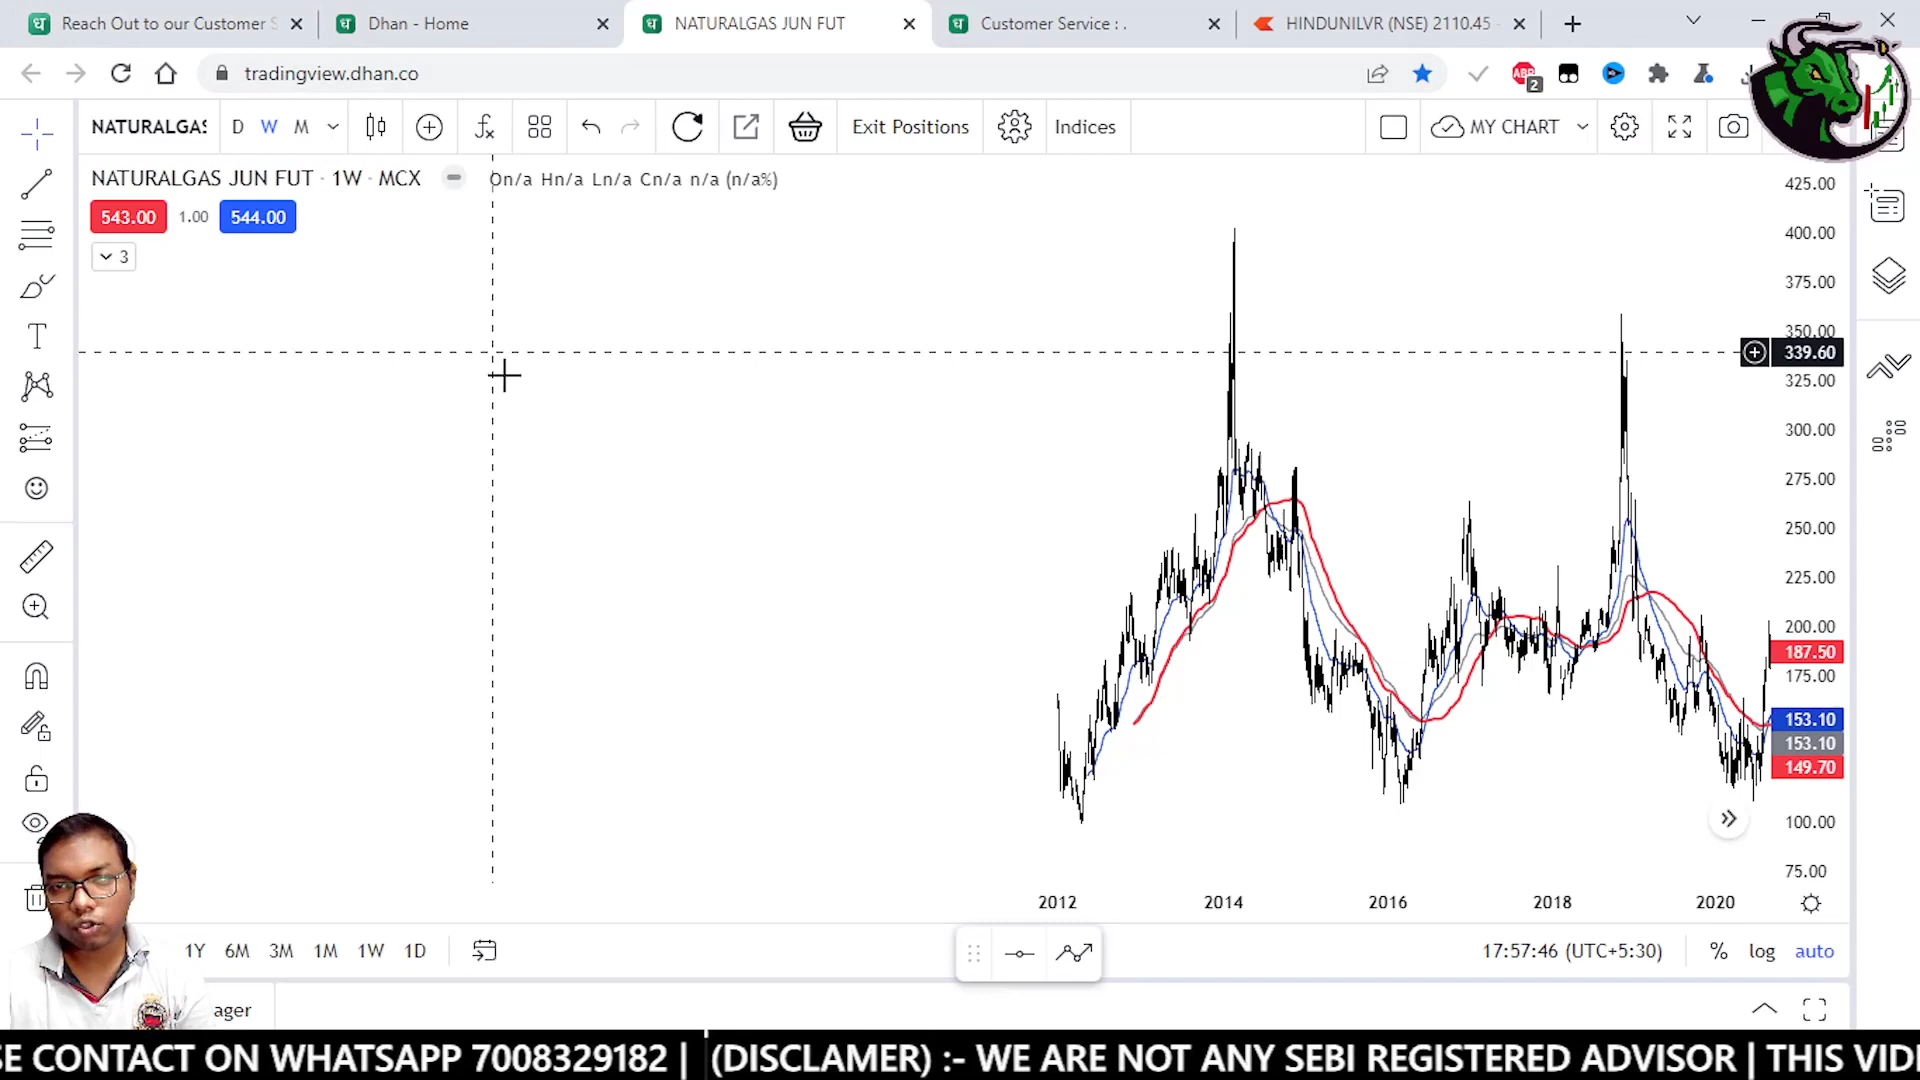 Reach Out to our Customer S
Dhan - Home
NATURALGAS JUN FUT
Customer Service : .
HINDUNILVR (NSE) 2110.45
tradingview.dhan.co
ABP
2
NATURALGAS
D
W
M
Exit Positions
Indices
MY CHART
NATURALGAS JUN FUT · 1W · MCX
On/a Hn/a Ln/a Cn/a n/a (n/a%)
543.00
1.00
544.00
3
425.00
400.00
375.00
350.00
339.60
325.00
300.00
275.00
250.00
225.00
200.00
187.50
175.00
153.10
153.10
149.70
100.00
75.00
2012
2014
2016
2018
2020
1Y
6M
3M
1M
1W
1D
17:57:46 (UTC+5:30)
%
log
auto
ager
SE CONTACT ON WHATSAPP 7008329182 | (DISCLAMER) :- WE ARE NOT ANY SEBI REGISTERED ADVISOR | THIS VID